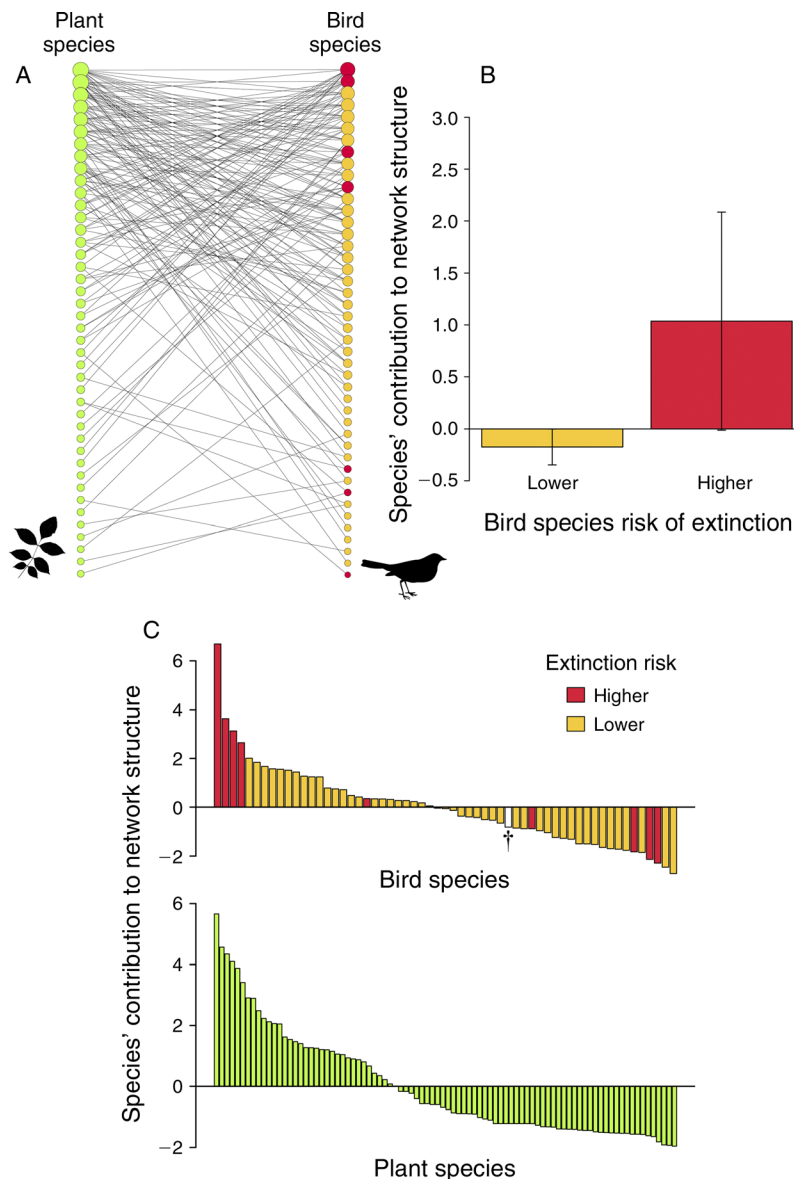 Plant
species
Bird
species
A
B
Species' contribution to network structure
3.0
2.5
2.0
1.5
1.0
0.5
0.0
−0.5
Lower
Higher
Bird species risk of extinction
C
Species' contribution to network structure
6
4
2
0
−2
Extinction risk
Higher
Lower
†
Bird species
6
4
2
0
−2
Plant species